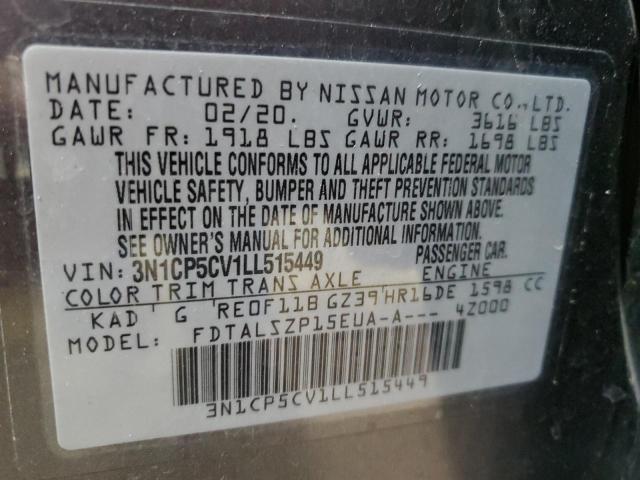 MANUFACTURED BY NISSAN MOTOR CO., LTD.
DATE: 02/20. GVWR: 3616 LBS
GAWR FR: 1918 LBS GAWR RR: 1698 LBS
THIS VEHICLE CONFORMS TO ALL APPLICABLE FEDERAL MOTOR
VEHICLE SAFETY, BUMPER AND THEFT PREVENTION STANDARDS
IN EFFECT ON THE DATE OF MANUFACTURE SHOWN ABOVE.
SEE OWNER'S MANUAL FOR ADDITIONAL INFORMATION.
VIN: 3N1CP5CV1LL515449 PASSENGER CAR.
COLOR TRIM TRANS AXLE ENGINE
KAD G RE0F11B GZ39 HR16DE 1598 CC
MODEL: FDTALSZP15EUA-A--- 4Z000
3N1CP5CV1LL515449